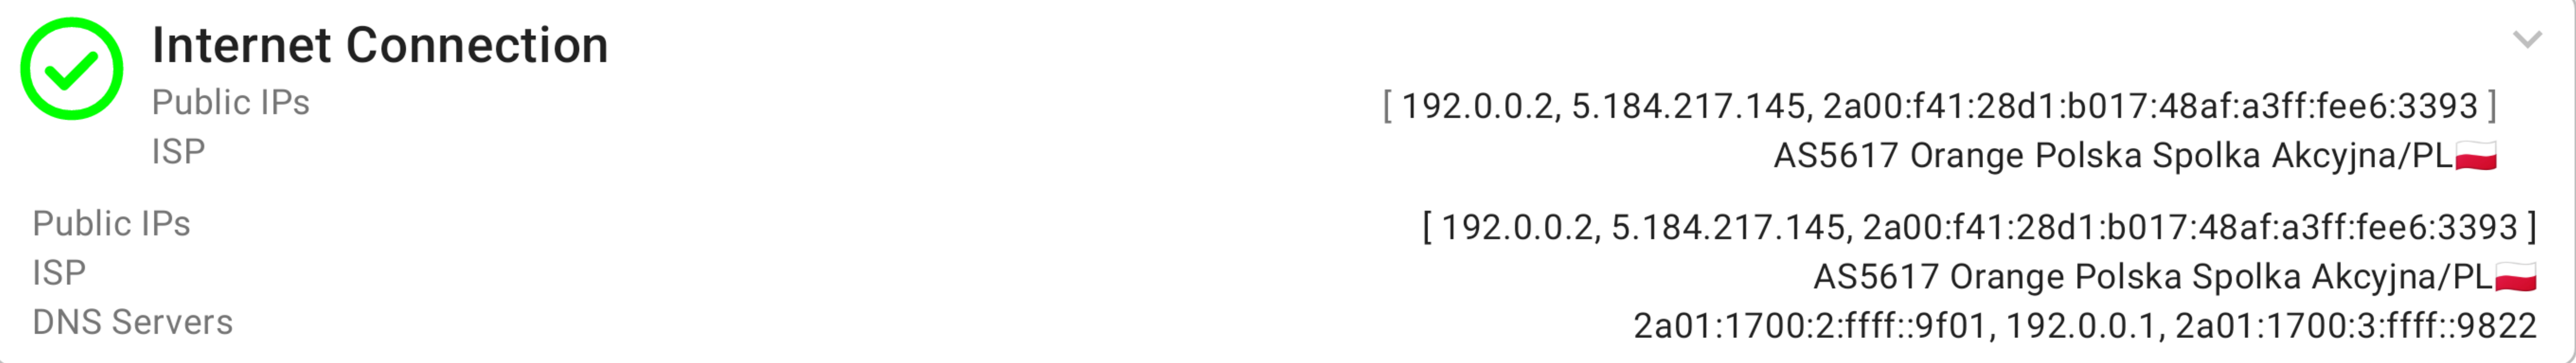 Internet Connection
Public IPs [ 192.0.0.2, 5.184.217.145, 2a00:f41:28d1:b017:48af:a3ff:fee6:3393 ]
ISP AS5617 Orange Polska Spolka Akcyjna/PL🇵🇱
Public IPs [ 192.0.0.2, 5.184.217.145, 2a00:f41:28d1:b017:48af:a3ff:fee6:3393 ]
ISP AS5617 Orange Polska Spolka Akcyjna/PL🇵🇱
DNS Servers 2a01:1700:2:ffff::9f01, 192.0.0.1, 2a01:1700:3:ffff::9822